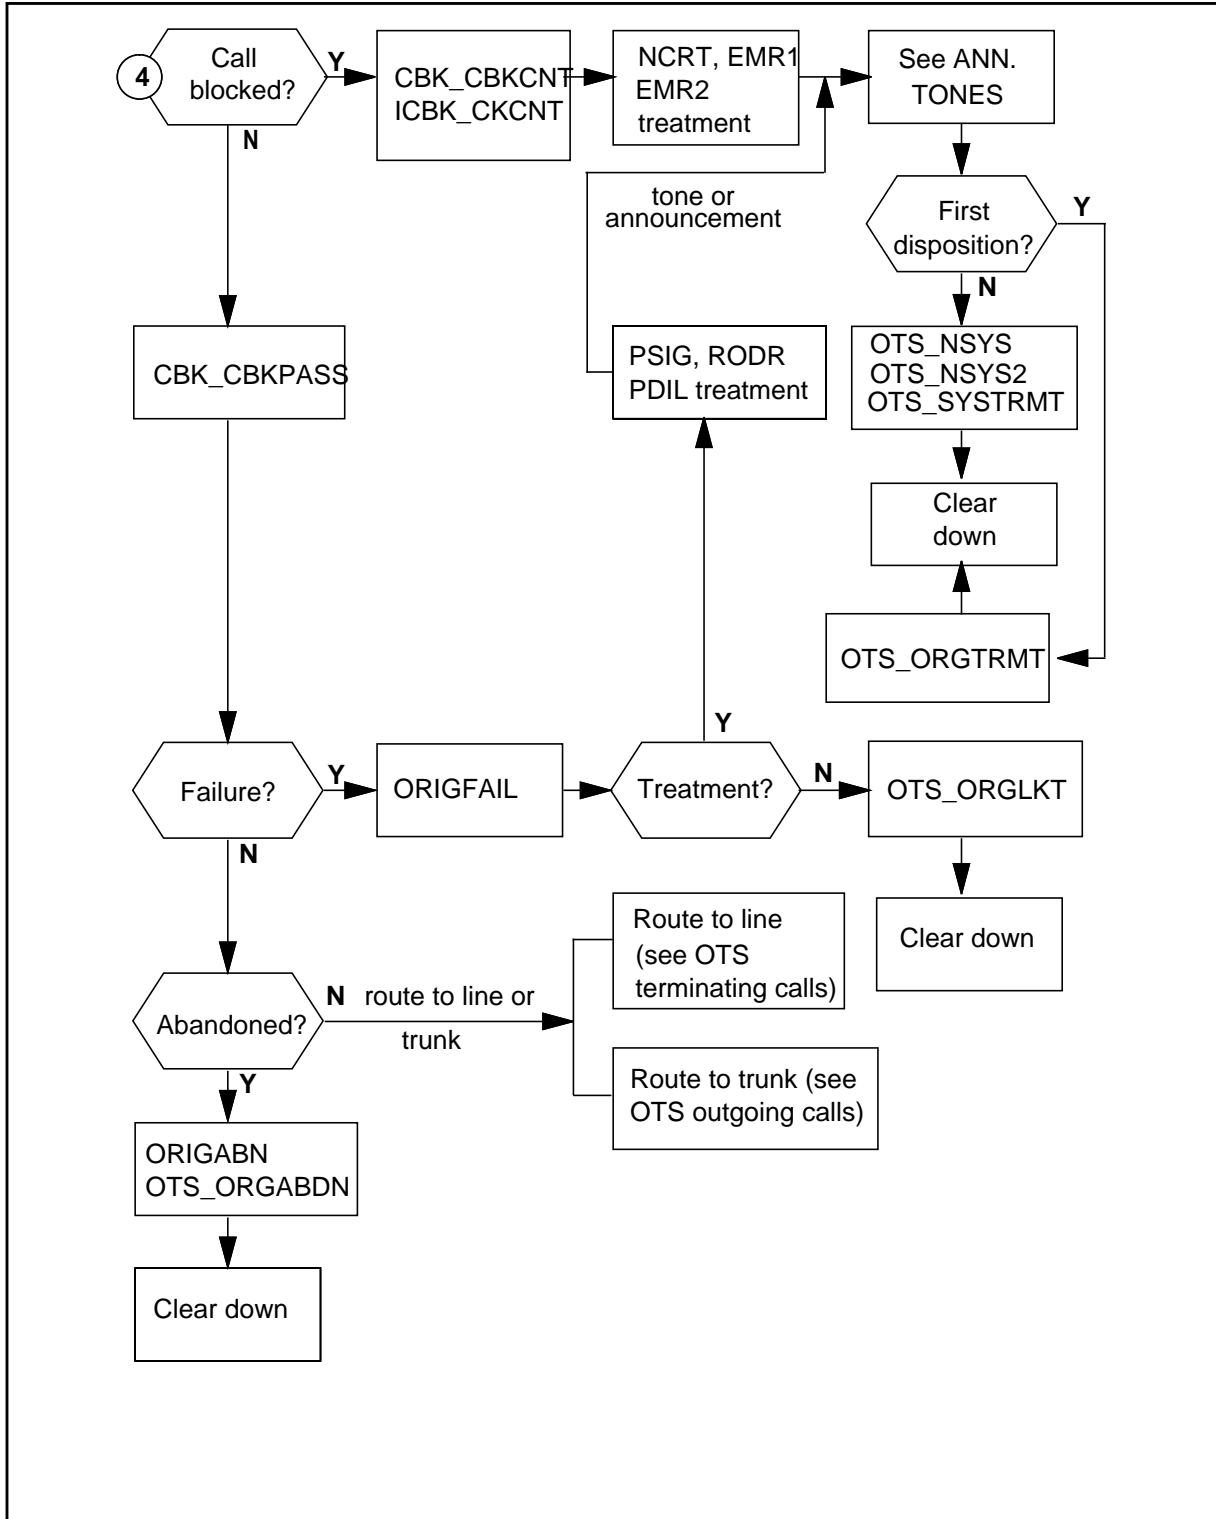 4
Call
blocked?
Y
N
CBK_CBKCNT
ICBK_CKCNT
NCRT, EMR1
EMR2
treatment
See ANN.
TONES
tone or
announcement
First
disposition?
Y
N
CBK_CBKPASS
PSIG, RODR
PDIL treatment
OTS_NSYS
OTS_NSYS2
OTS_SYSTRMT
Clear
down
OTS_ORGTRMT
Failure?
Y
N
ORIGFAIL
Treatment?
Y
N
OTS_ORGLKT
Clear down
Abandoned?
N route to line or
trunk
Y
Route to line
(see OTS
terminating calls)
Route to trunk (see
OTS outgoing calls)
ORIGABN
OTS_ORGABDN
Clear down